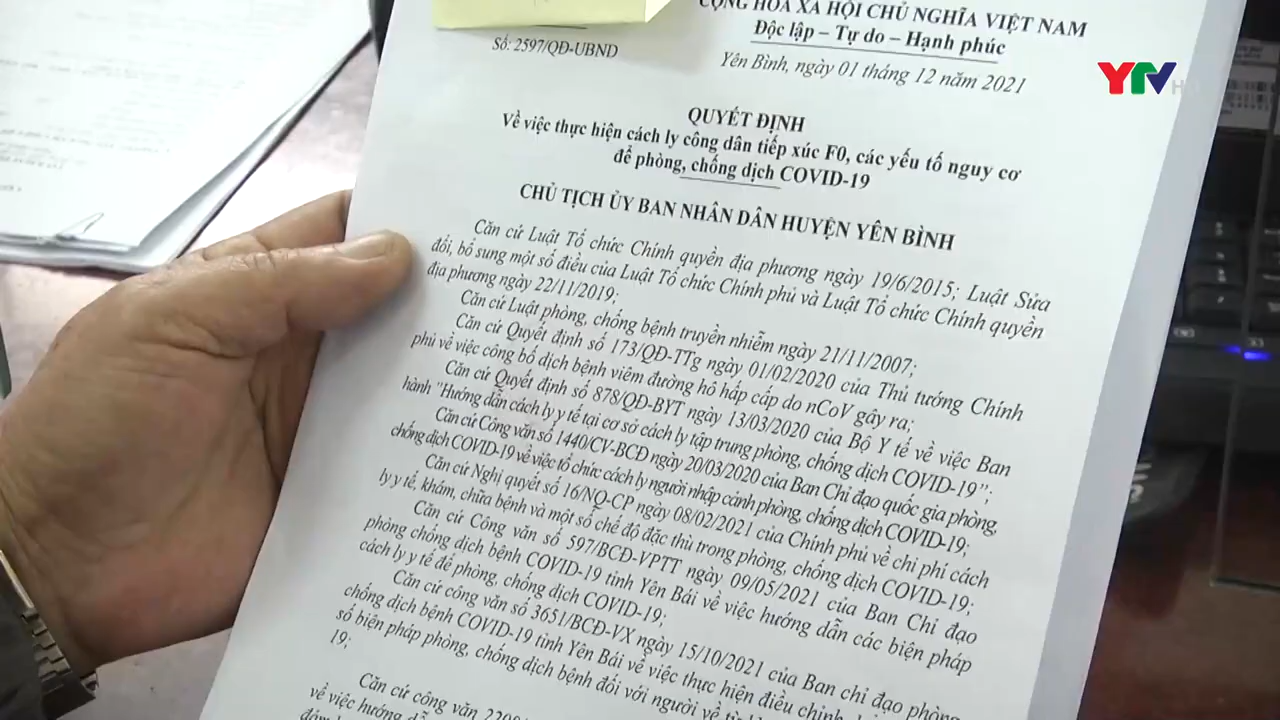 CỘNG HÒA XÃ HỘI CHỦ NGHĨA VIỆT NAM
Độc lập – Tự do – Hạnh phúc
Số: 2597/QĐ-UBND
Yên Bình, ngày 01 tháng 12 năm 2021
YTV
QUYẾT ĐỊNH
Về việc thực hiện cách ly công dân tiếp xúc F0, các yếu tố nguy cơ
để phòng, chống dịch COVID-19
CHỦ TỊCH ỦY BAN NHÂN DÂN HUYỆN YÊN BÌNH
Căn cứ Luật Tổ chức Chính quyền địa phương ngày 19/6/2015; Luật Sửa
đổi, bổ sung một số điều của Luật Tổ chức Chính phủ và Luật Tổ chức Chính quyền
địa phương ngày 22/11/2019;
Căn cứ Luật phòng, chống bệnh truyền nhiễm ngày 21/11/2007;
Căn cứ Quyết định số 173/QĐ-TTg ngày 01/02/2020 của Thủ tướng Chính
phủ về việc công bố dịch bệnh viêm đường hô hấp cấp do nCoV gây ra;
Căn cứ Quyết định số 878/QĐ-BYT ngày 13/03/2020 của Bộ Y tế về việc Ban
hành "Hướng dẫn cách ly y tế tại cơ sở cách ly tập trung phòng, chống dịch COVID-19";
Căn cứ Công văn số 1440/CV-BCĐ ngày 20/03/2020 của Ban Chỉ đạo quốc gia phòng,
chống dịch COVID-19 về việc tổ chức cách ly người nhập cảnh phòng, chống dịch COVID-19;
Căn cứ Nghị quyết số 16/NQ-CP ngày 08/02/2021 của Chính phủ về chi phí cách
ly y tế, khám, chữa bệnh và một số chế độ đặc thù trong phòng, chống dịch COVID-19;
Căn cứ Công văn số 597/BCĐ-VPTT ngày 09/05/2021 của Ban Chỉ đạo
phòng chống dịch bệnh COVID-19 tỉnh Yên Bái về việc hướng dẫn các biện pháp
cách ly y tế để phòng, chống dịch COVID-19;
Căn cứ công văn số 3651/BCĐ-VX ngày 15/10/2021 của Ban chỉ đạo phòng
chống dịch bệnh COVID-19 tỉnh Yên Bái về việc thực hiện điều chỉnh
số biện pháp phòng, chống dịch bệnh đối với người về từ
19;
Căn cứ công văn
về việc hướng